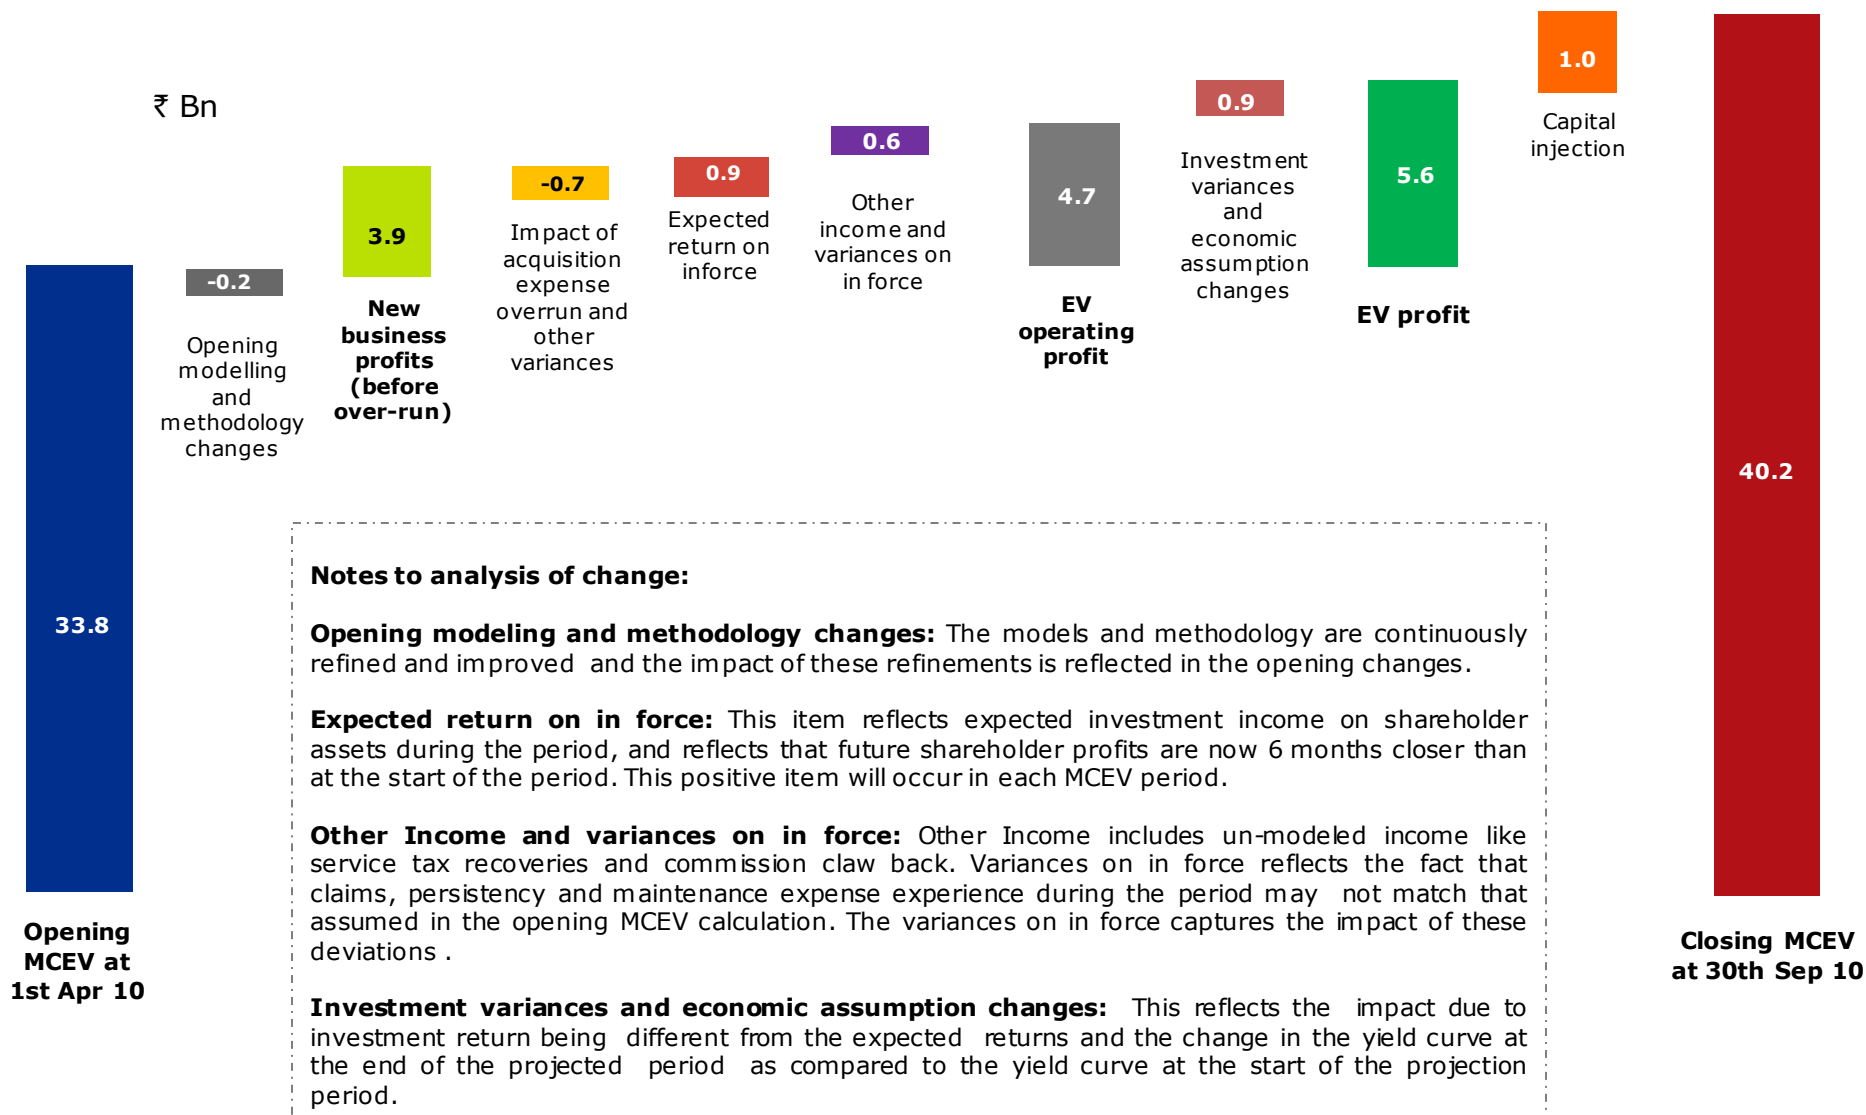 ₹ Bn
33.8
Opening
MCEV at
1st Apr 10
-0.2
Opening
modelling
and
methodology
changes
3.9
New
business
profits
(before
over-run)
-0.7
Impact of
acquisition
expense
overrun and
other
variances
0.9
Expected
return on
inforce
0.6
Other
income and
variances on
in force
4.7
EV
operating
profit
0.9
Investment
variances
and
economic
assumption
changes
5.6
EV profit
1.0
Capital
injection
40.2
Closing MCEV
at 30th Sep 10
Notes to analysis of change:
Opening modeling and methodology changes: The models and methodology are continuously
refined and improved and the impact of these refinements is reflected in the opening changes.
Expected return on in force: This item reflects expected investment income on shareholder
assets during the period, and reflects that future shareholder profits are now 6 months closer than
at the start of the period. This positive item will occur in each MCEV period.
Other Income and variances on in force: Other Income includes un-modeled income like
service tax recoveries and commission claw back. Variances on in force reflects the fact that
claims, persistency and maintenance expense experience during the period may not match that
assumed in the opening MCEV calculation. The variances on in force captures the impact of these
deviations .
Investment variances and economic assumption changes: This reflects the impact due to
investment return being different from the expected returns and the change in the yield curve at
the end of the projected period as compared to the yield curve at the start of the projection
period.